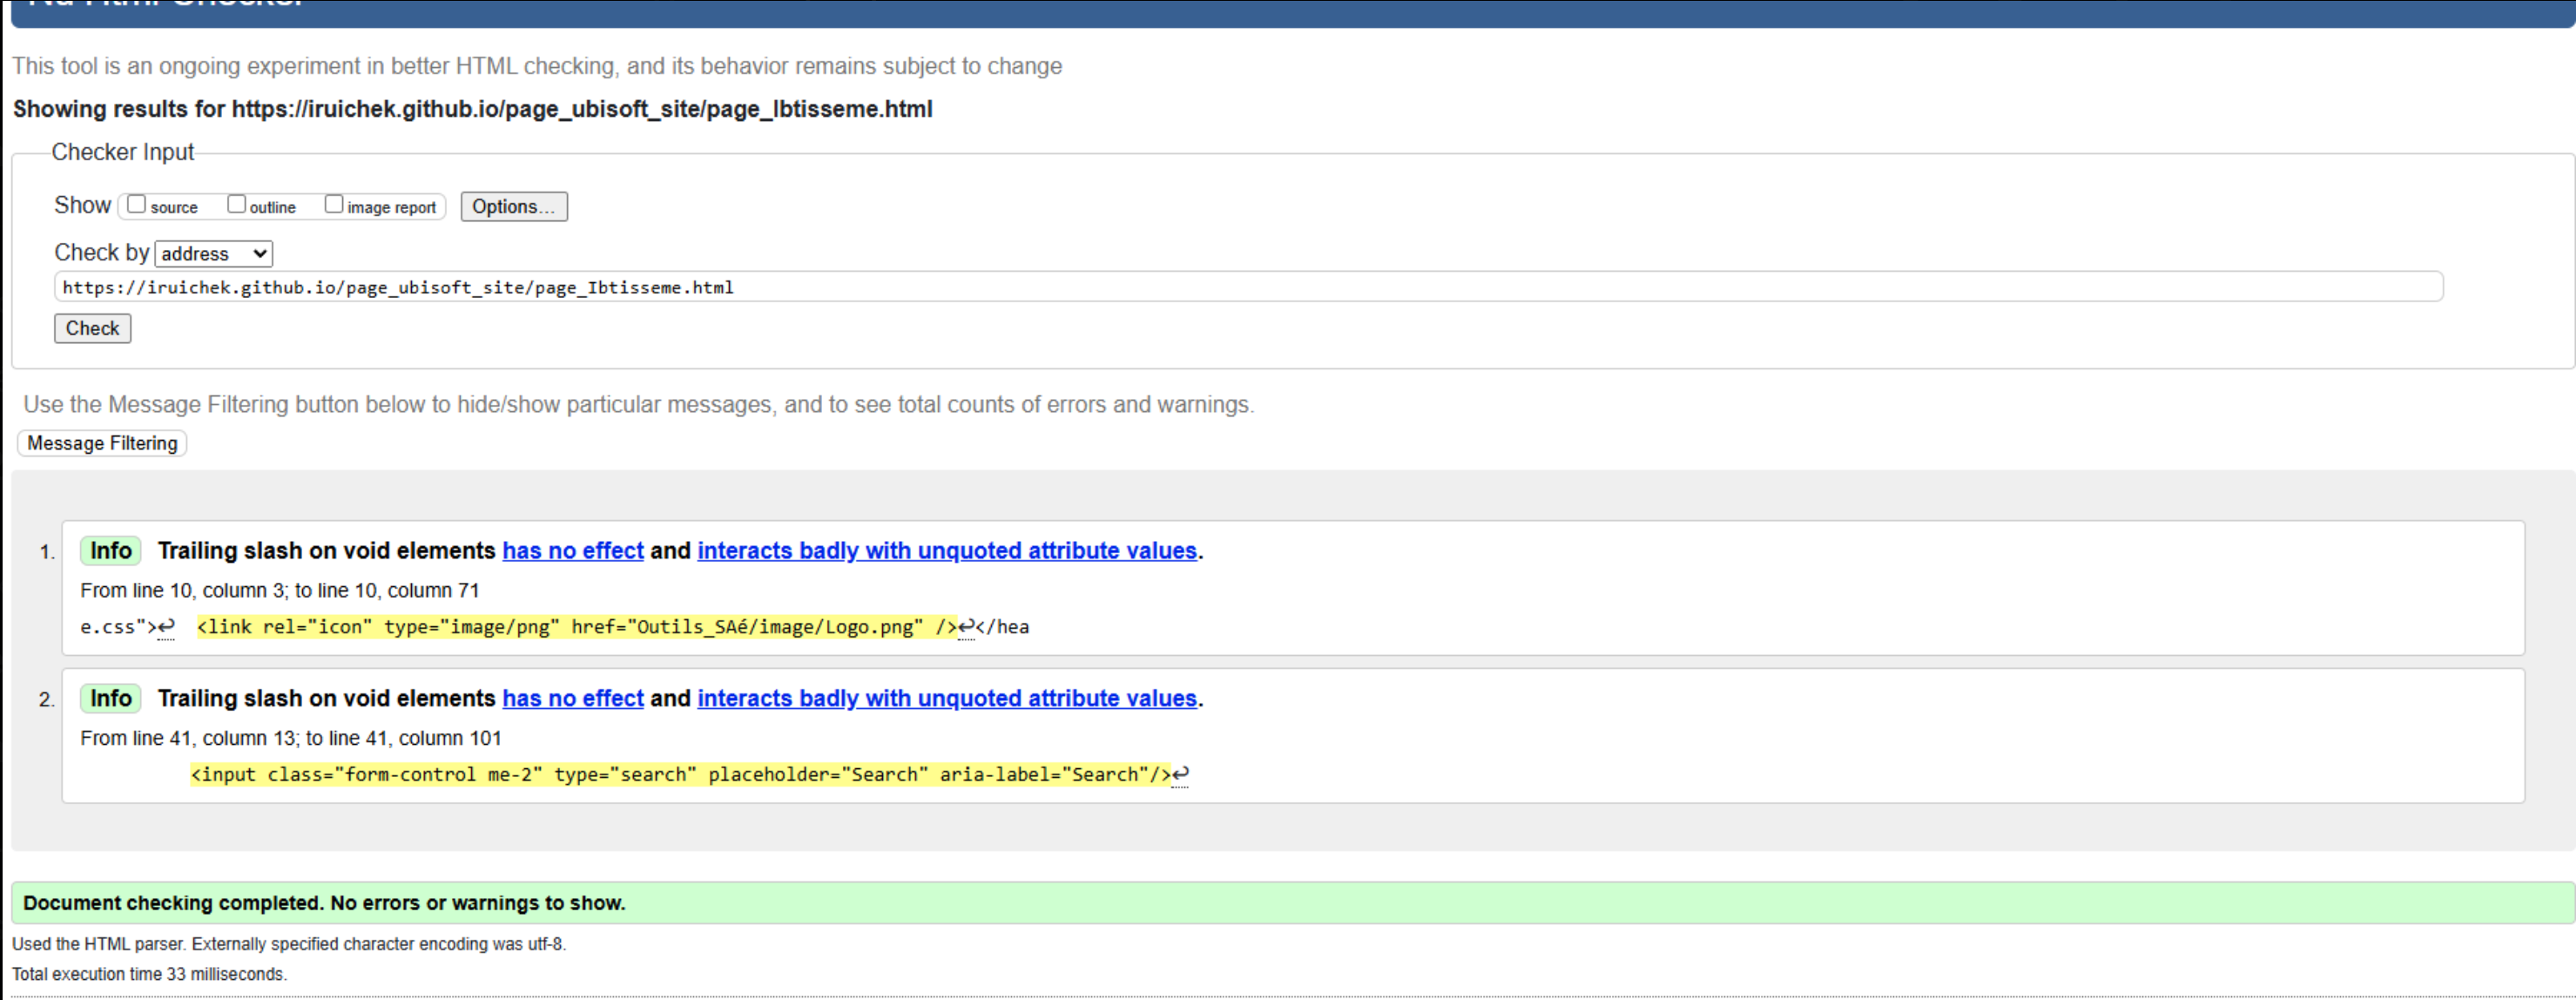 Nu Html Checker
This tool is an ongoing experiment in better HTML checking, and its behavior remains subject to change
Showing results for https://iruichek.github.io/page_ubisoft_site/page_Ibtisseme.html
Checker Input
Show source outline image report Options...
Check by address
https://iruichek.github.io/page_ubisoft_site/page_Ibtisseme.html
Check
Use the Message Filtering button below to hide/show particular messages, and to see total counts of errors and warnings.
Message Filtering
1. Info Trailing slash on void elements has no effect and interacts badly with unquoted attribute values.
From line 10, column 3; to line 10, column 71
e.css">↩ <link rel="icon" type="image/png" href="Outils_SAé/image/Logo.png" />↩</hea
2. Info Trailing slash on void elements has no effect and interacts badly with unquoted attribute values.
From line 41, column 13; to line 41, column 101
<input class="form-control me-2" type="search" placeholder="Search" aria-label="Search"/>↩
Document checking completed. No errors or warnings to show.
Used the HTML parser. Externally specified character encoding was utf-8.
Total execution time 33 milliseconds.